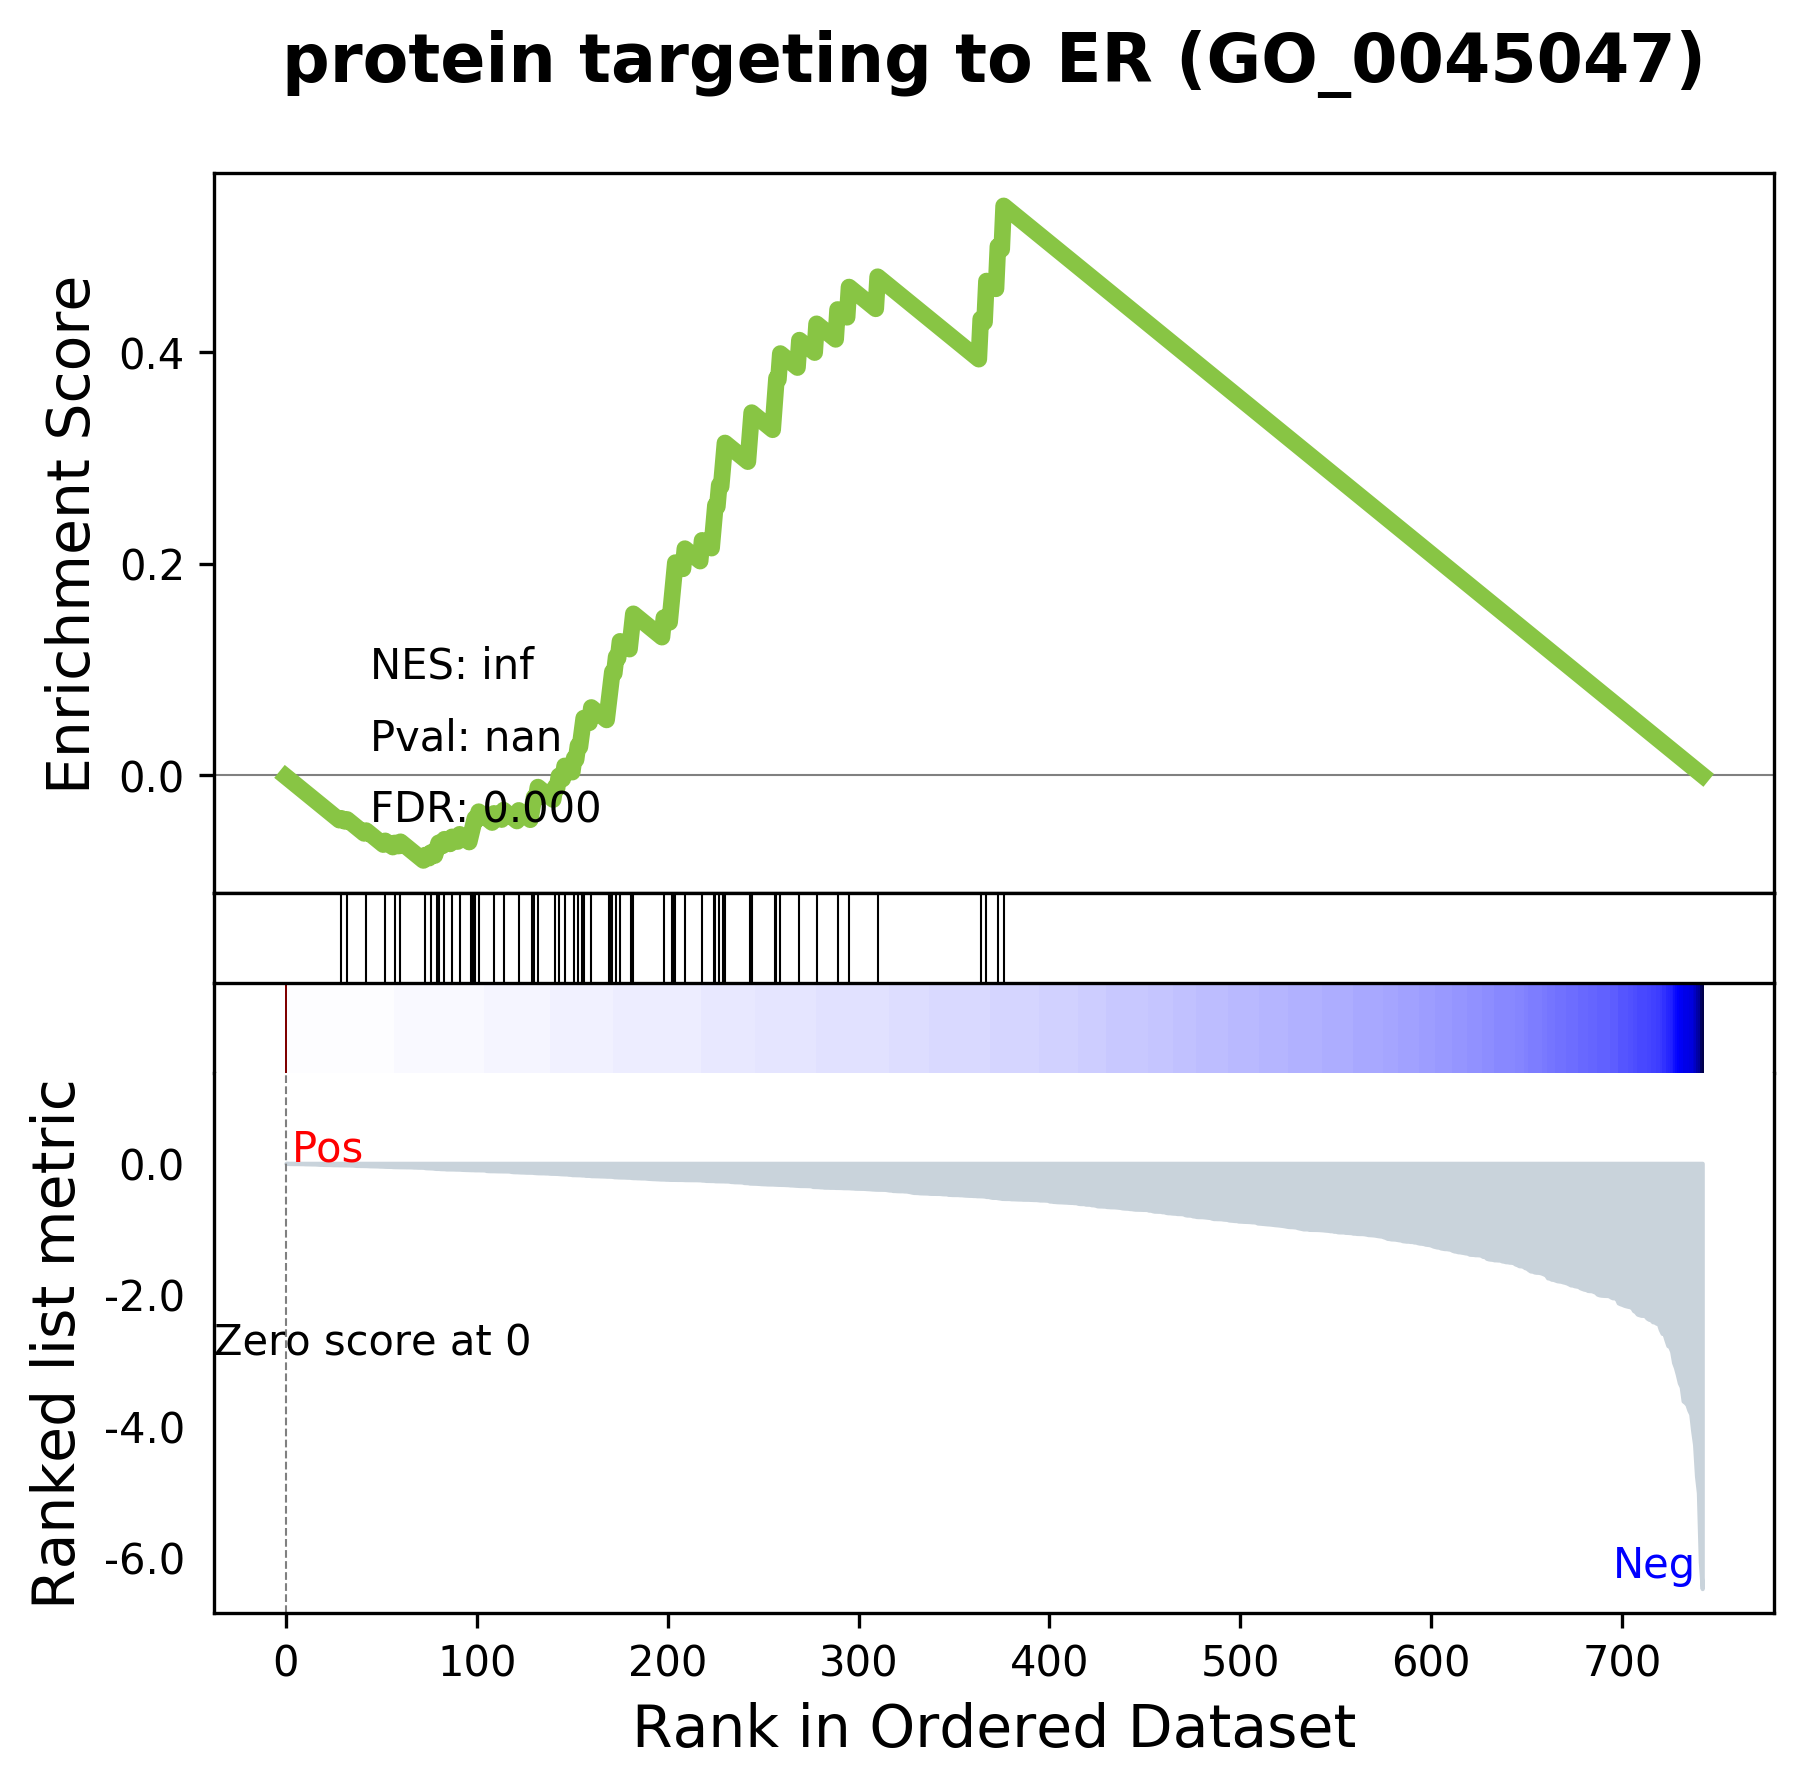 protein targeting to ER (GO_0045047)
Enrichment Score
0.4
0.2
0.0
NES: inf
Pval: nan
FDR: 0.000
Ranked list metric
0.0
-2.0
-4.0
-6.0
Pos
Zero score at 0
Neg
0 100 200 300 400 500 600 700
Rank in Ordered Dataset